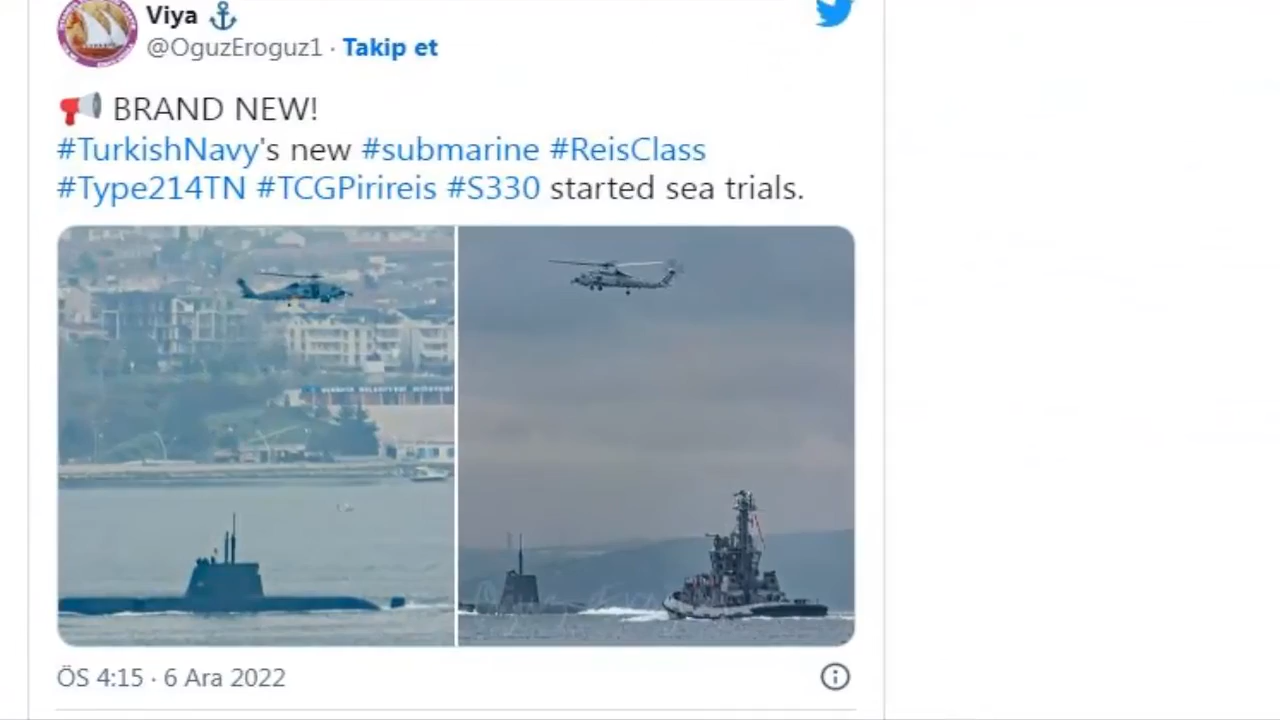 Viya ⚓
@OguzEroguz1 · Takip et
📢 BRAND NEW!
#TurkishNavy's new #submarine #ReisClass
#Type214TN #TCGPirireis #S330 started sea trials.
ÖS 4:15 · 6 Ara 2022